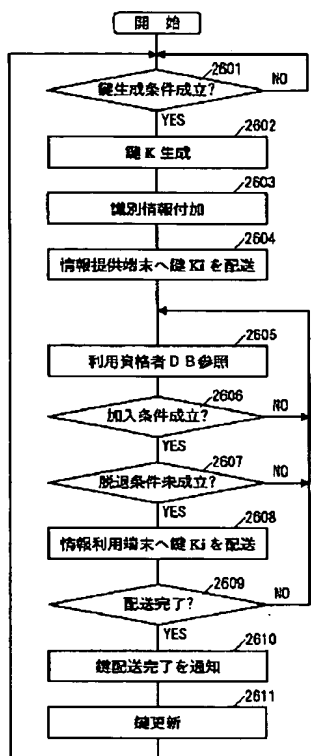 開 始
2601
鍵生成条件成立?
NO
YES
2602
鍵 K 生成
2603
識別情報付加
2604
情報提供端末へ鍵 Ki を配送
2605
利用資格者DB参照
2606
加入条件成立?
NO
YES
2607
脱退条件未成立?
NO
YES
2608
情報利用端末へ鍵 Ki を配送
2609
配送完了?
NO
YES
2610
鍵配送完了を通知
2611
鍵更新